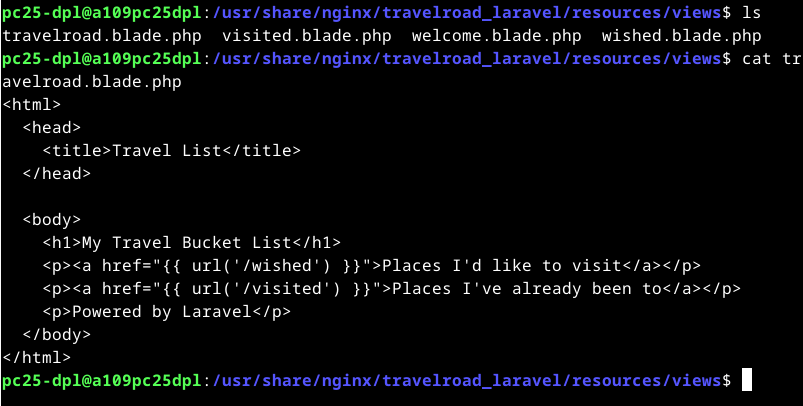 pc25-dpl@a109pc25dpl:/usr/share/nginx/travelroad_laravel/resources/views$ ls
travelroad.blade.php  visited.blade.php  welcome.blade.php  wished.blade.php
pc25-dpl@a109pc25dpl:/usr/share/nginx/travelroad_laravel/resources/views$ cat tr
avelroad.blade.php
<html>
  <head>
    <title>Travel List</title>
  </head>

  <body>
    <h1>My Travel Bucket List</h1>
    <p><a href="{{ url('/wished') }}">Places I'd like to visit</a></p>
    <p><a href="{{ url('/visited') }}">Places I've already been to</a></p>
    <p>Powered by Laravel</p>
  </body>
</html>
pc25-dpl@a109pc25dpl:/usr/share/nginx/travelroad_laravel/resources/views$